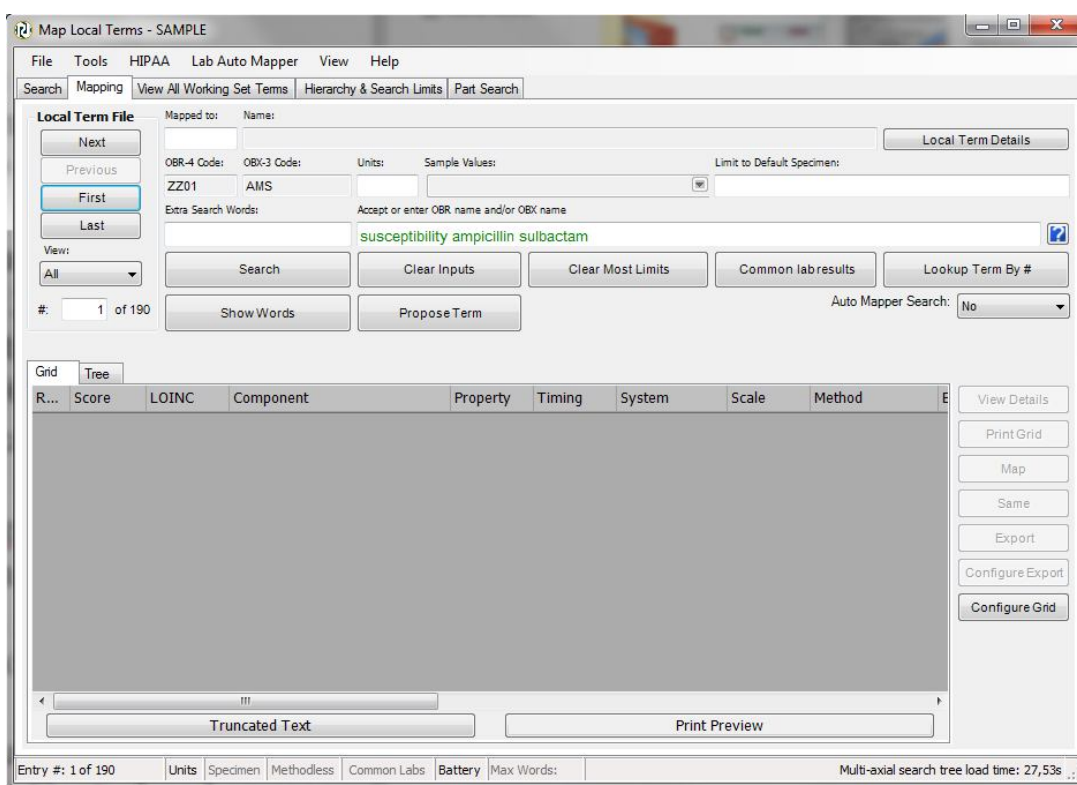 Map Local Terms - SAMPLE
File Tools HIPAA Lab Auto Mapper View Help
Search Mapping View All Working Set Terms Hierarchy & Search Limits Part Search
Local Term File Mapped to: Name:
Next Local Term Details
Previous OBR-4 Code: OBX-3 Code: Units: Sample Values: Limit to Default Specimen:
First ZZ01 AMS
Last Extra Search Words: Accept or enter OBR name and/or OBX name
susceptibility ampicillin sulbactam ?
View:
All Search Clear Inputs Clear Most Limits Common lab results Lookup Term By #
#: 1 of 190 Show Words Propose Term Auto Mapper Search: No
Grid Tree
R... Score LOINC Component Property Timing System Scale Method E
View Details
Print Grid
Map
Same
Export
Configure Export
Configure Grid
Truncated Text Print Preview
Entry #: 1 of 190 Units Specimen Methodless Common Labs Battery Max Words: Multi-axial search tree load time: 27,53s